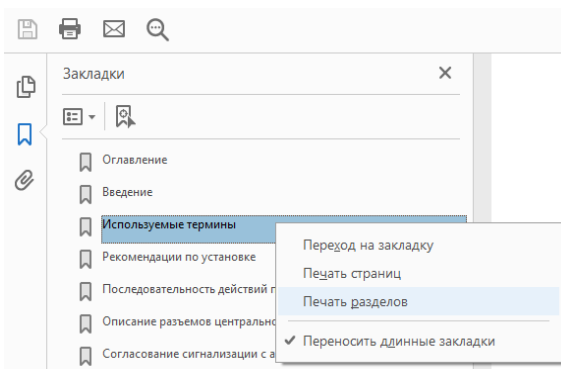 Закладки
Оглавление
Введение
Используемые термины
Рекомендации по установке
Последовательность действий
Описание разъемов
Согласование сигнализации с
Переход на закладку
Печать страниц
Печать разделов
Переносить длинные закладки